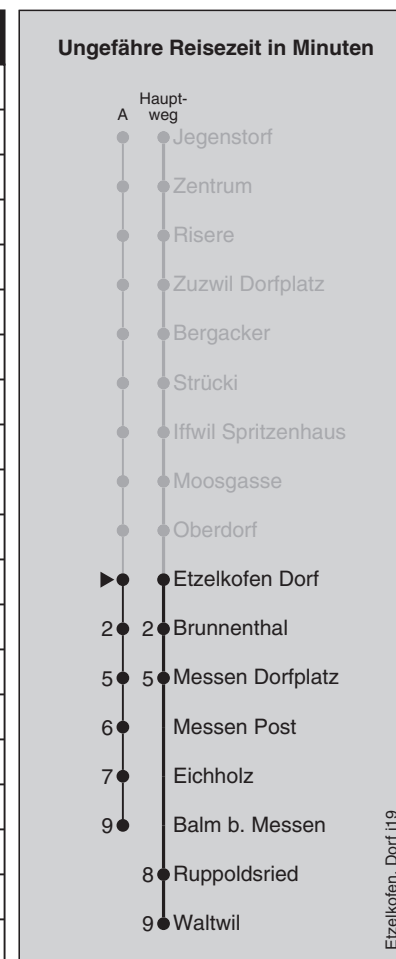 Ungefähre Reisezeit in Minuten
A Haupt-
weg
Jegenstorf
Zentrum
Risere
Zuzwil Dorfplatz
Bergacker
Strücki
Iffwil Spritzenhaus
Moosgasse
Oberdorf
Etzelkofen Dorf
2 2 Brunnenthal
5 5 Messen Dorfplatz
6 Messen Post
7 Eichholz
9 Balm b. Messen
8 Ruppoldsried
9 Waltwil
Etzelkofen, Dorf j19